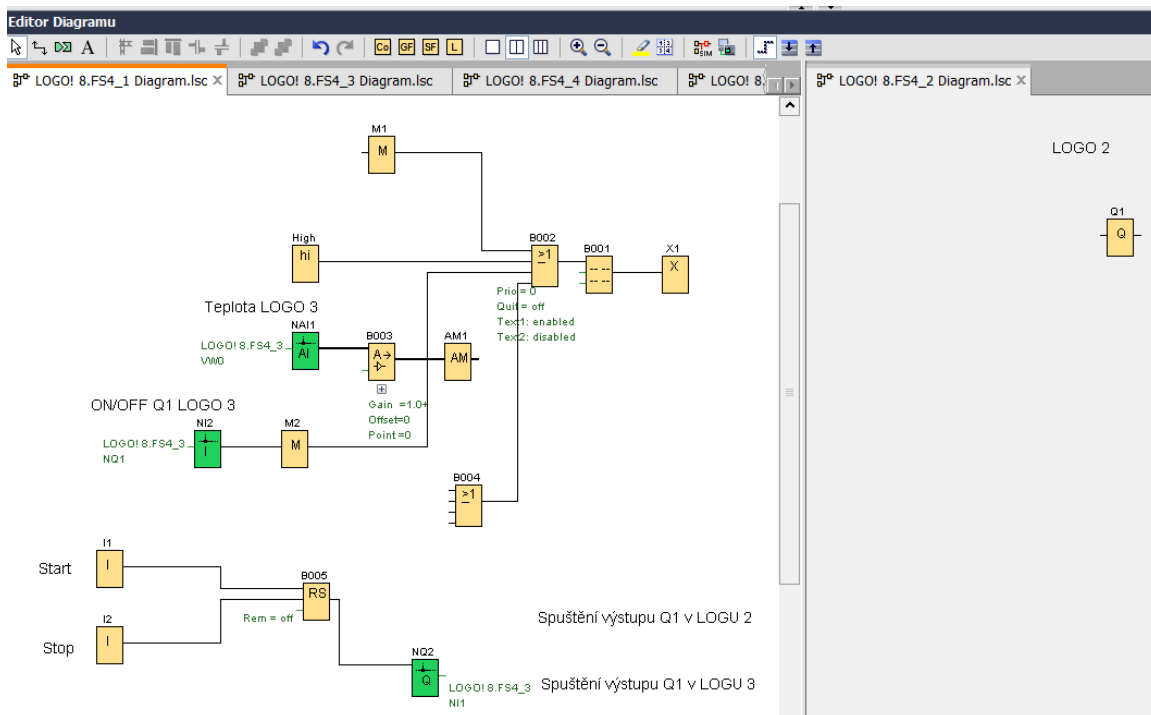 Editor Diagramu
A Co GF SF L SIM
LOGO! 8.FS4_1 Diagram.lsc LOGO! 8.FS4_3 Diagram.lsc LOGO! 8.FS4_4 Diagram.lsc LOGO! 8. LOGO! 8.FS4_2 Diagram.lsc
M1
M
LOGO 2
Q1
Q
High
hi
B002
≥1
B001
X1
X
Prio = 0
Quit = off
Text1: enabled
Text2: disabled
Teplota LOGO 3
NAI1
AI
LOGO! 8.FS4_3
VW0
B003
A→
AM1
AM
Gain =1.0+
Offset=0
Point =0
ON/OFF Q1 LOGO 3
NI2
I
LOGO! 8.FS4_3
NQ1
M2
M
B004
≥1
I1
I
Start
B005
RS
Rem = off
I2
I
Stop
Spuštění výstupu Q1 v LOGU 2
NQ2
Q
LOGO! 8.FS4_3
NI1
Spuštění výstupu Q1 v LOGU 3